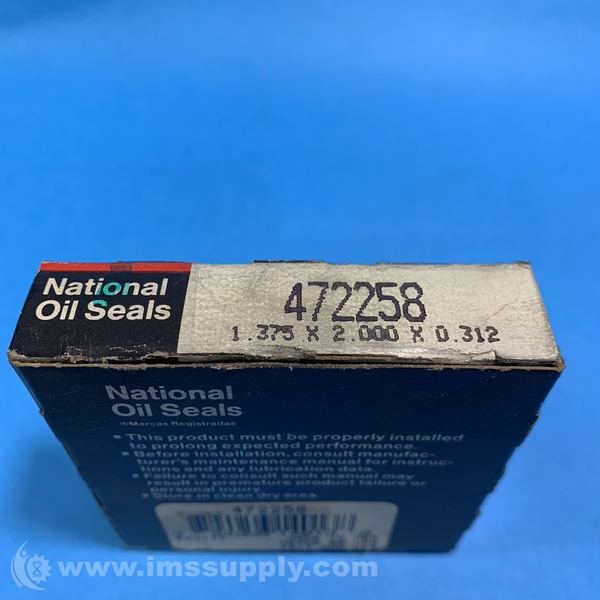 National
Oil Seals
472258
1.375 X 2.000 X 0.312
National
Oil Seals
®Marcas Registradas
• This product must be properly installed
to prolong expected performance.
• Before installation, consult manufac-
turer's maintenance manual for instruc-
tions and any lubrication data.
• Failure to consult such manual may
result in premature product failure or
personal injury.
• Store in clean dry area.
472258
www.imssupply.com